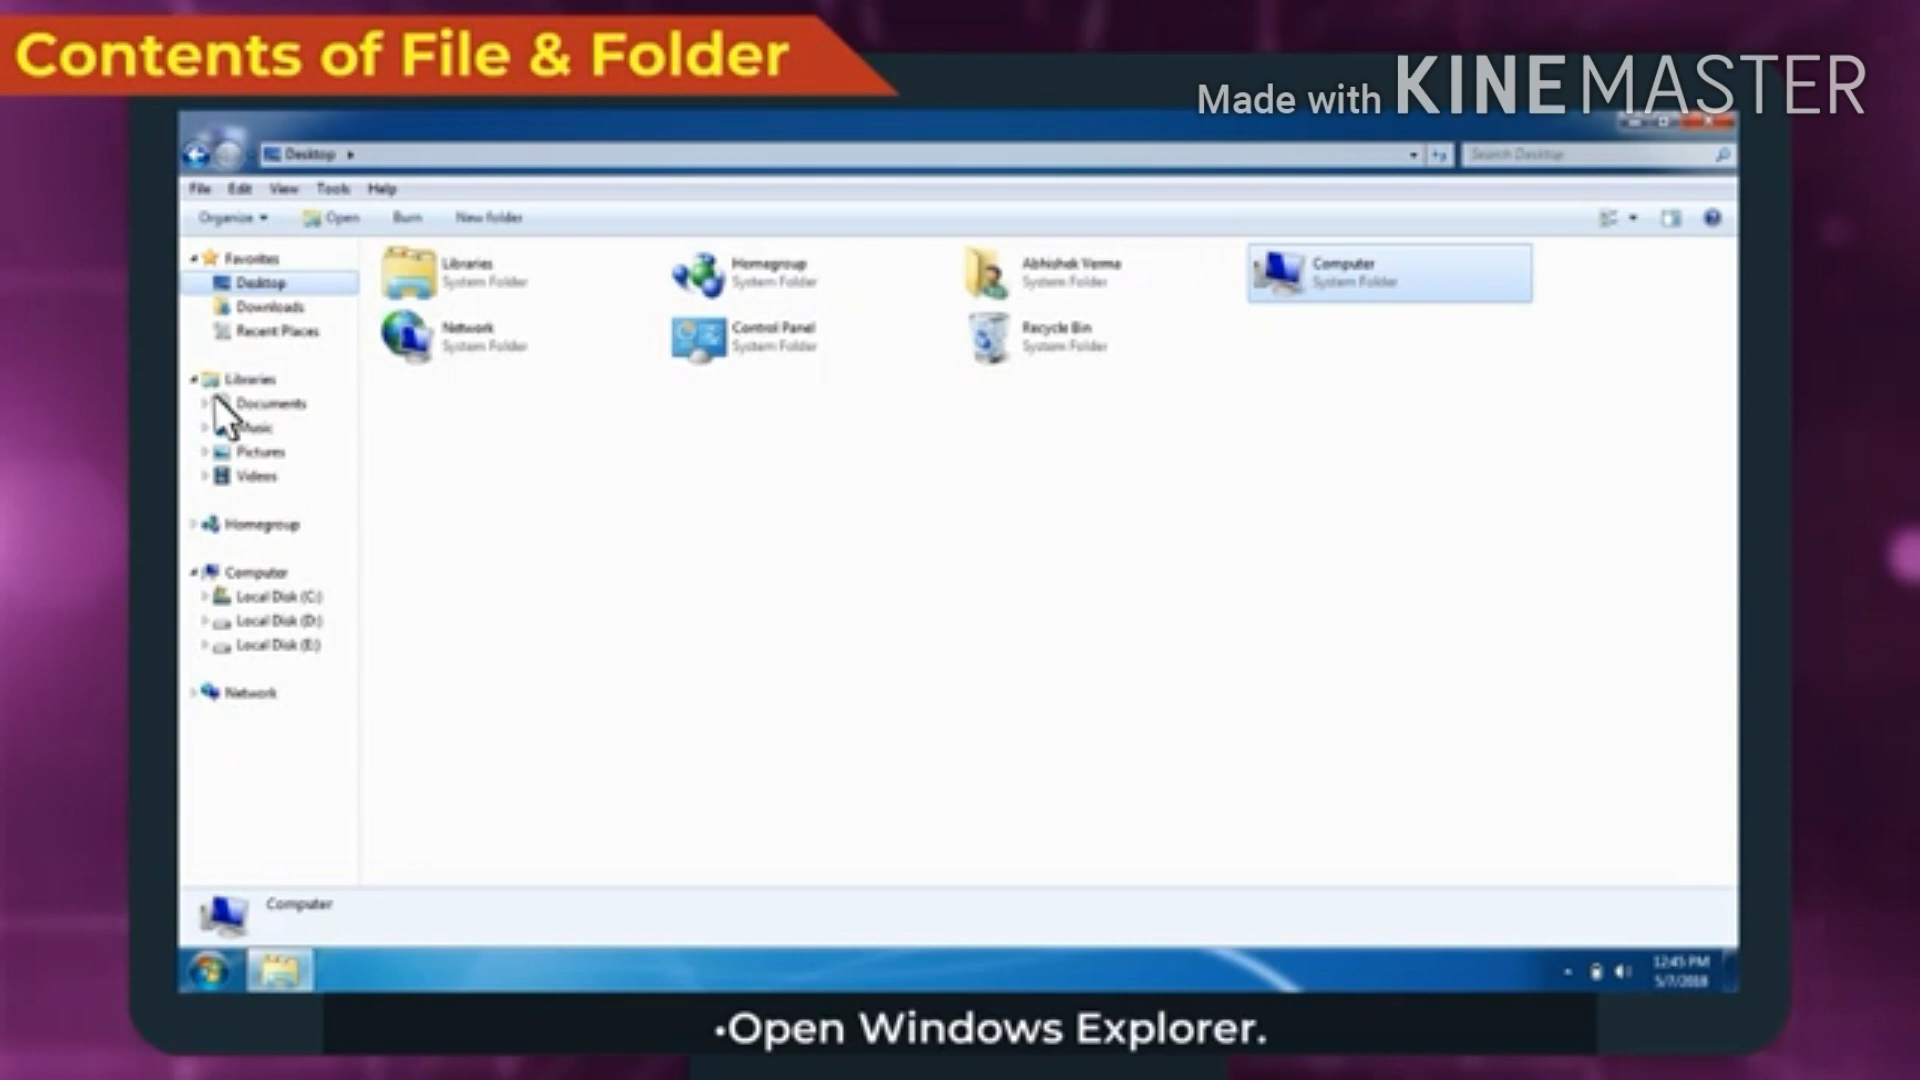 Contents of File & Folder
Made with KINEMASTER
Desktop
Search Desktop
File Edit View Tools Help
Organize Open Burn New folder
Favorites
Desktop
Downloads
Recent Places
Libraries
Documents
Music
Pictures
Videos
Homegroup
Computer
Local Disk (C:)
Local Disk (D:)
Local Disk (E:)
Network
Libraries
System Folder
Homegroup
System Folder
Abhishek Verma
System Folder
Computer
System Folder
Network
System Folder
Control Panel
System Folder
Recycle Bin
System Folder
Computer
12:45 PM
5/7/2018
•Open Windows Explorer.